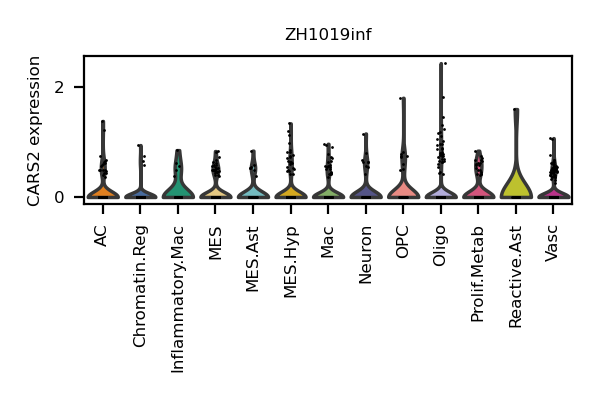 ZH1019inf
CARS2 expression
2
0
AC
Chromatin.Reg
Inflammatory.Mac
MES
MES.Ast
MES.Hyp
Mac
Neuron
OPC
Oligo
Prolif.Metab
Reactive.Ast
Vasc